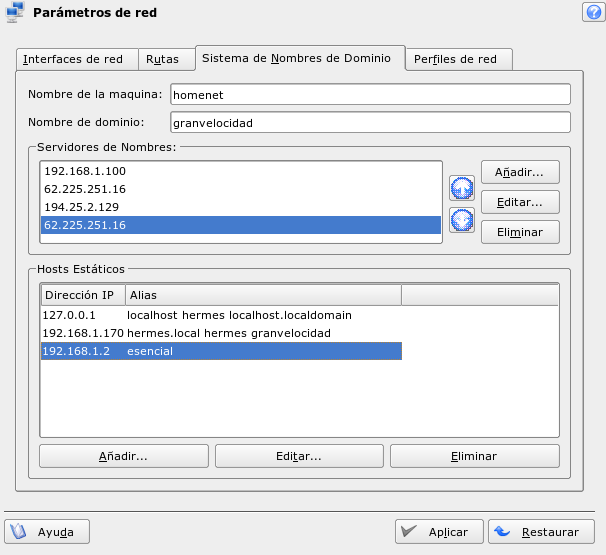 Parámetros de red
Interfaces de red
Rutas
Sistema de Nombres de Dominio
Perfiles de red
Nombre de la maquina: homenet
Nombre de dominio: granvelocidad
Servidores de Nombres:
192.168.1.100
62.225.251.16
194.25.2.129
62.225.251.16
Añadir...
Editar...
Eliminar
Hosts Estáticos
Dirección IP Alias
127.0.0.1 localhost hermes localhost.localdomain
192.168.1.170 hermes.local hermes granvelocidad
192.168.1.2 esencial
Añadir... Editar... Eliminar
Ayuda Aplicar Restaurar